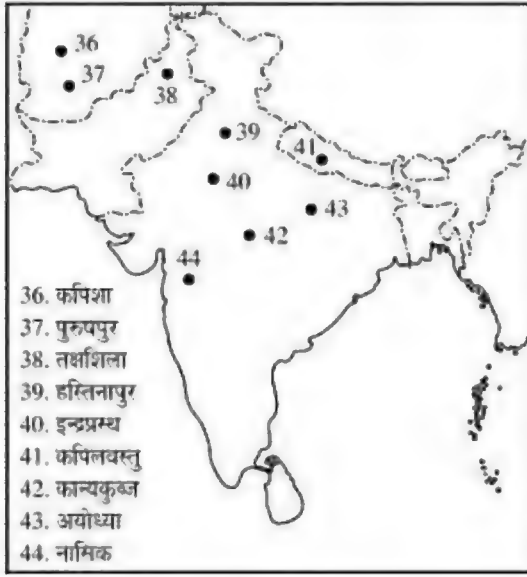 36
37
38
39
41
40
43
42
44
36. कपिशा
37. पुरुषपुर
38. तक्षशिला
39. हस्तिनापुर
40. इन्द्रप्रस्थ
41. कपिलवस्तु
42. कान्यकुब्ज
43. अयोध्या
44. नासिक